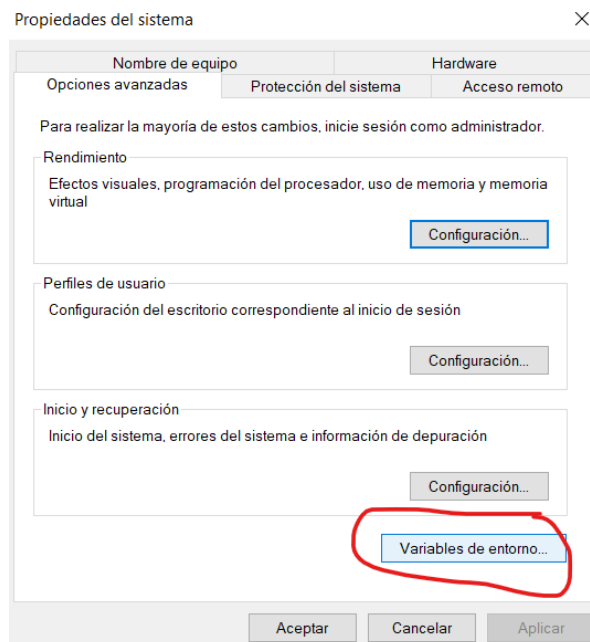 Propiedades del sistema
Nombre de equipo
Hardware
Opciones avanzadas
Protección del sistema
Acceso remoto
Para realizar la mayoría de estos cambios, inicie sesión como administrador.
Rendimiento
Efectos visuales, programación del procesador, uso de memoria y memoria
virtual
Configuración...
Perfiles de usuario
Configuración del escritorio correspondiente al inicio de sesión
Configuración...
Inicio y recuperación
Inicio del sistema, errores del sistema e información de depuración
Configuración...
Variables de entorno...
Aceptar
Cancelar
Aplicar